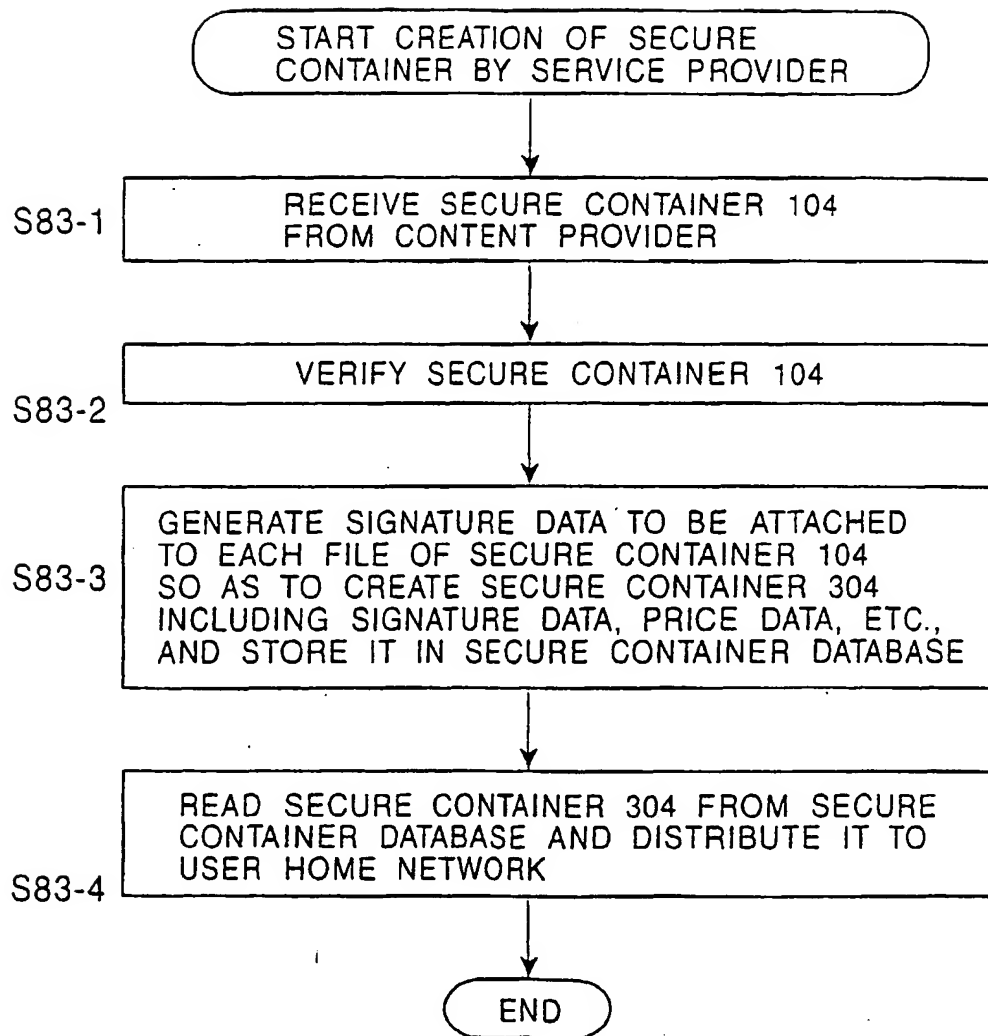 START CREATION OF SECURE
CONTAINER BY SERVICE PROVIDER
S83-1
RECEIVE SECURE CONTAINER 104
FROM CONTENT PROVIDER
S83-2
VERIFY SECURE CONTAINER 104
S83-3
GENERATE SIGNATURE DATA TO BE ATTACHED
TO EACH FILE OF SECURE CONTAINER 104
SO AS TO CREATE SECURE CONTAINER 304
INCLUDING SIGNATURE DATA, PRICE DATA, ETC.,
AND STORE IT IN SECURE CONTAINER DATABASE
S83-4
READ SECURE CONTAINER 304 FROM SECURE
CONTAINER DATABASE AND DISTRIBUTE IT TO
USER HOME NETWORK
END